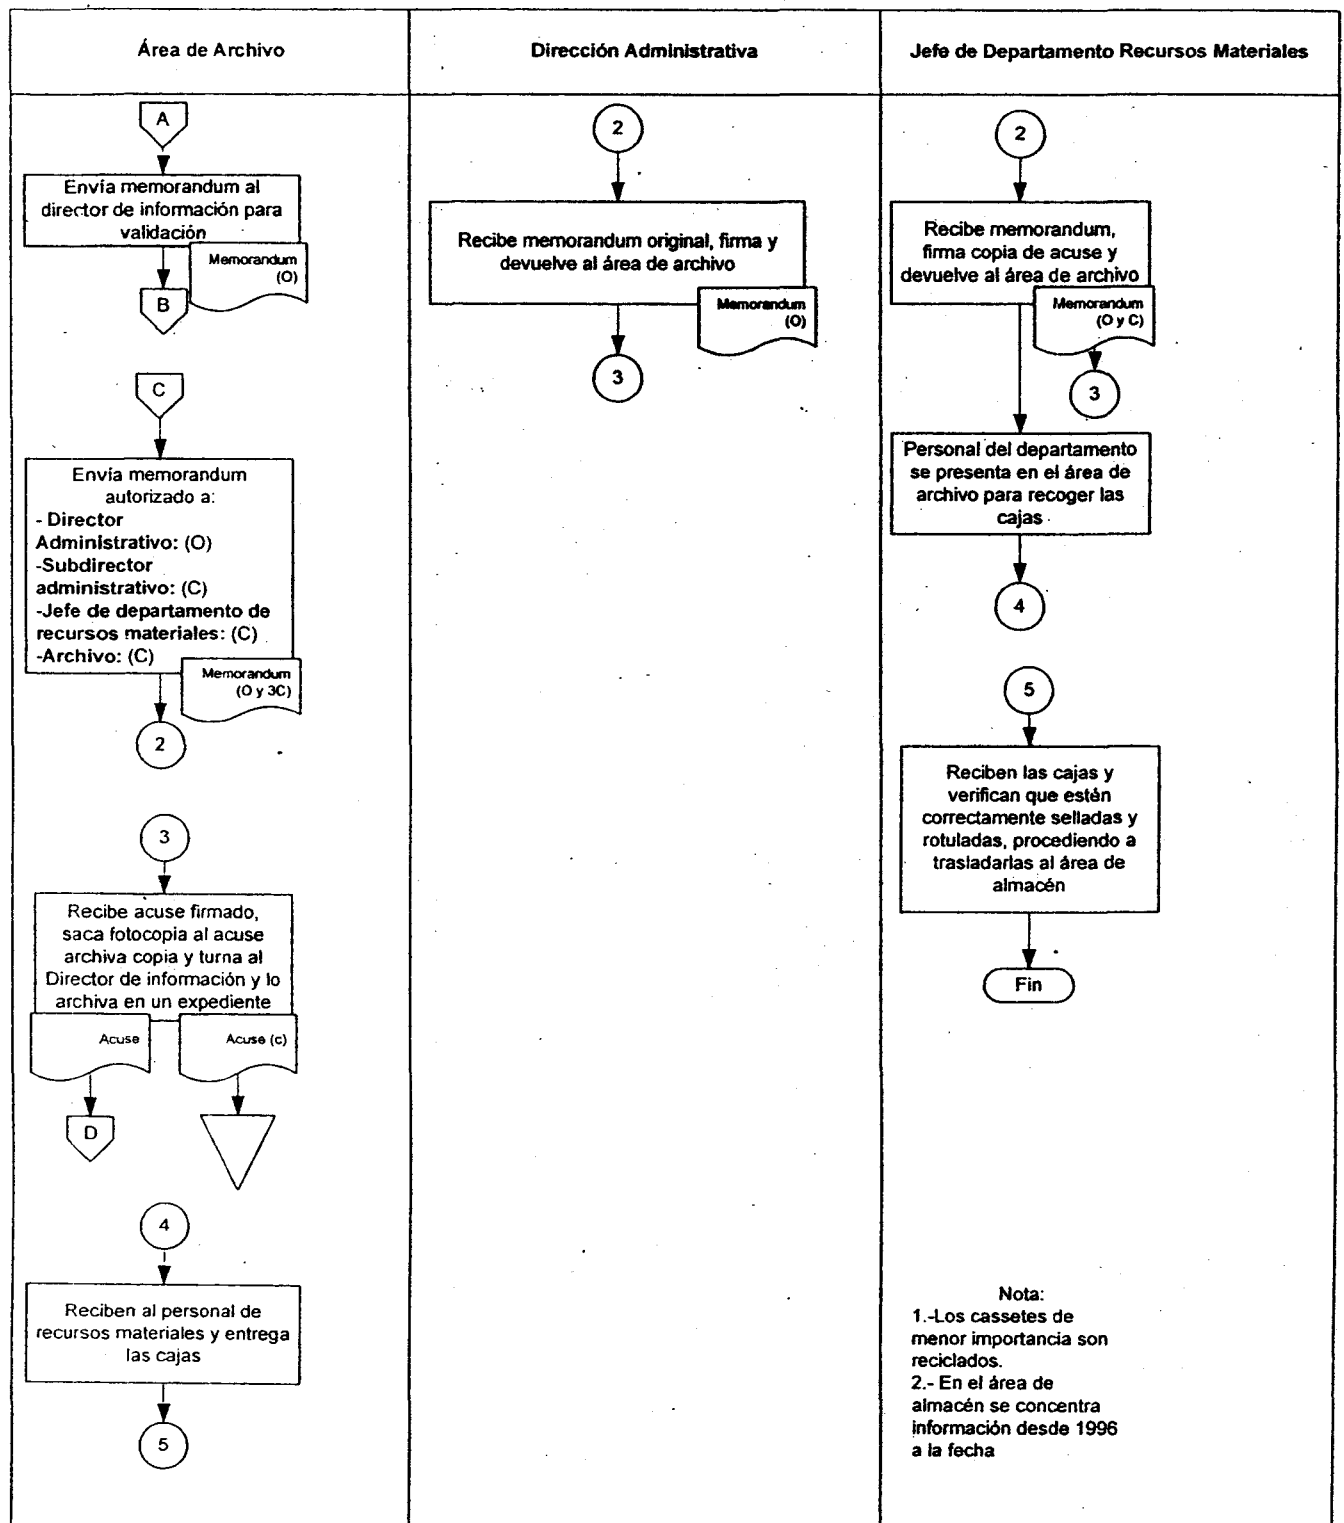 Área de Archivo
Dirección Administrativa
Jefe de Departamento Recursos Materiales
A
Envía memorandum al
director de información para
validación
Memorandum
(O)
B
C
Envía memorandum
autorizado a:
- Director
Administrativo: (O)
-Subdirector
administrativo: (C)
-Jefe de departamento de
recursos materiales: (C)
-Archivo: (C)
Memorandum
(O y 3C)
2
3
Recibe acuse firmado,
saca fotocopia al acuse
archiva copia y turna al
Director de información y lo
archiva en un expediente
Acuse
Acuse (c)
D
4
Reciben al personal de
recursos materiales y entrega
las cajas
5
2
Recibe memorandum original, firma y
devuelve al área de archivo
Memorandum
(O)
3
2
Recibe memorandum,
firma copia de acuse y
devuelve al área de archivo
Memorandum
(O y C)
3
Personal del departamento
se presenta en el área de
archivo para recoger las
cajas
4
5
Reciben las cajas y
verifican que estén
correctamente selladas y
rotuladas, procediendo a
trasladarlas al área de
almacén
Fin
Nota:
1.-Los cassetes de
menor importancia son
reciclados.
2.- En el área de
almacén se concentra
información desde 1996
a la fecha